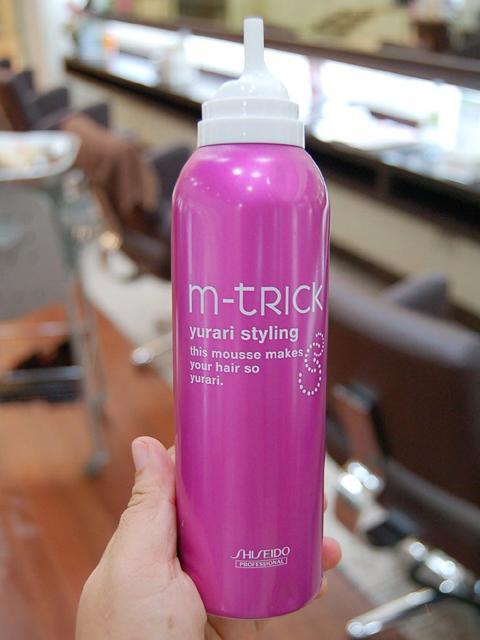 m-tRICK
yurari styling
this mousse makes
your hair so
yurari.
SHISEIDO
PROFESSIONAL